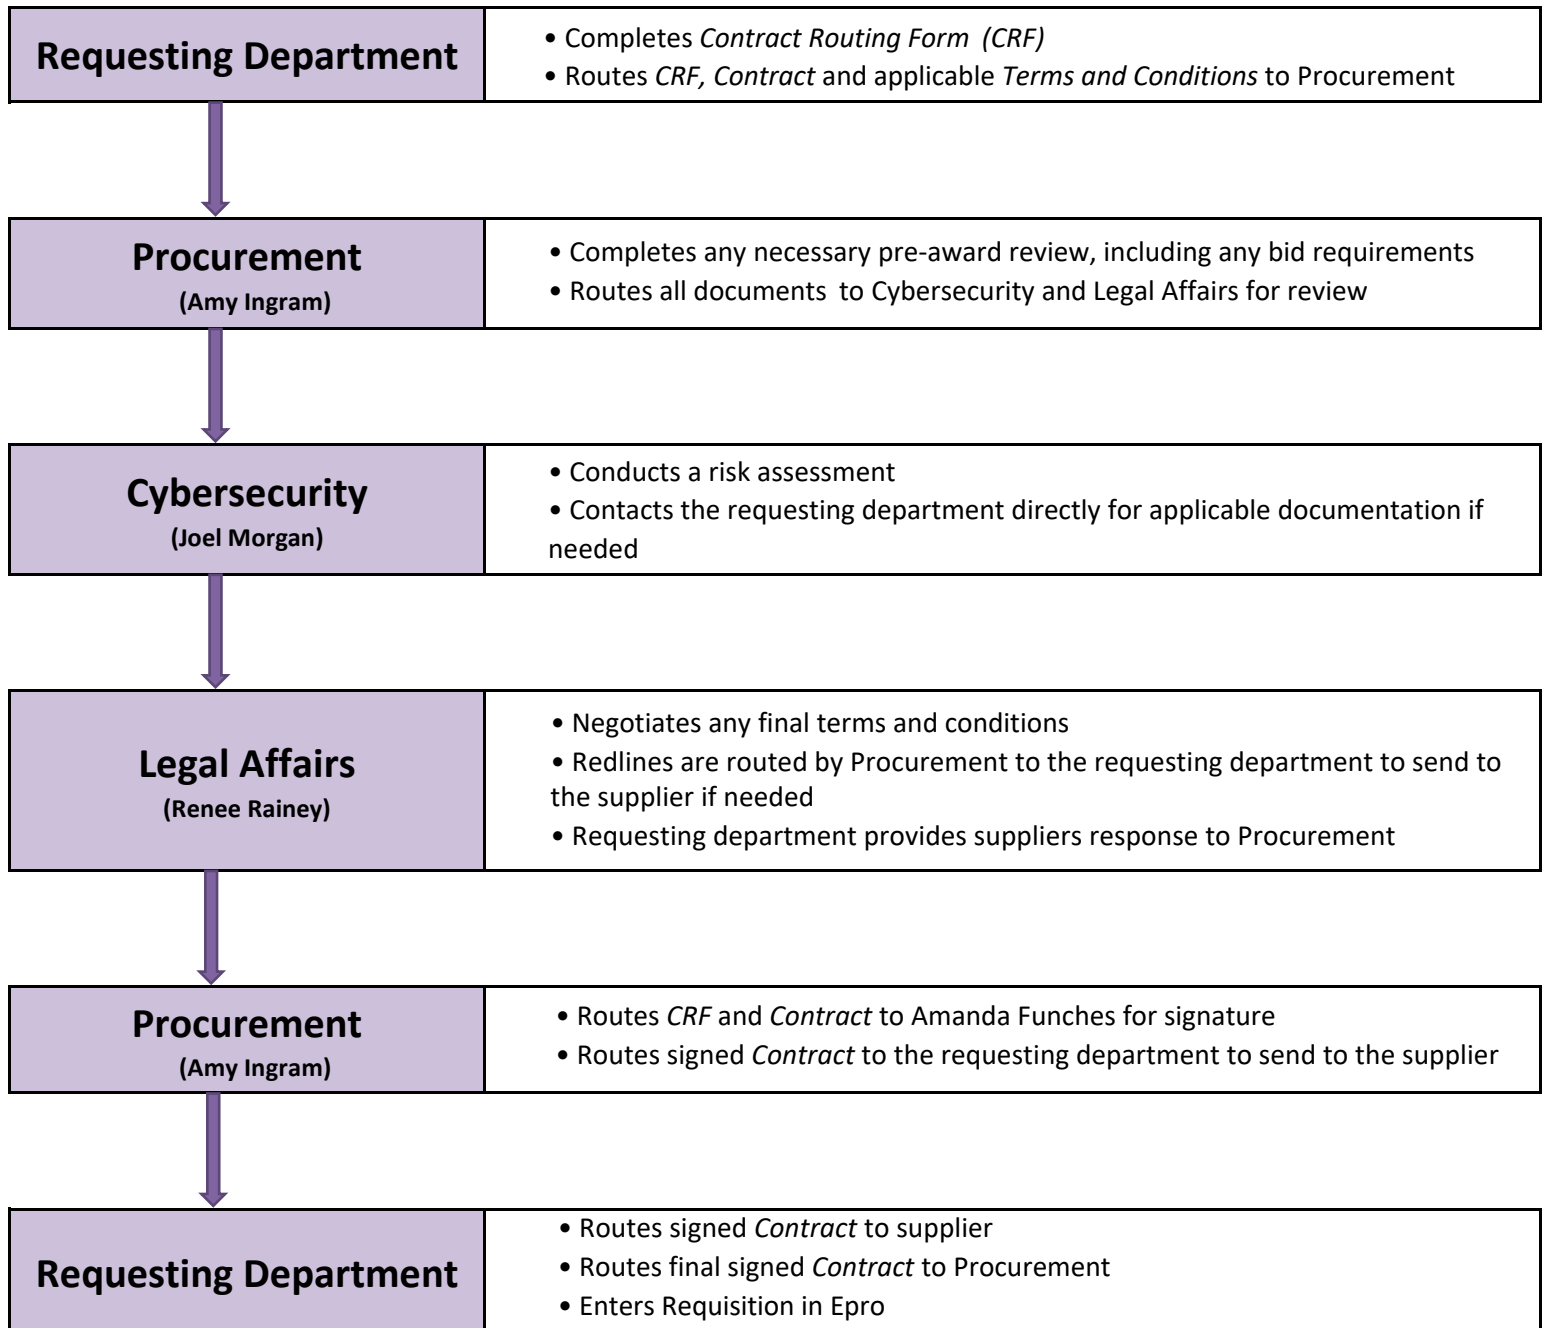 Requesting Department
• Completes Contract Routing Form (CRF)
• Routes CRF, Contract and applicable Terms and Conditions to Procurement
Procurement
(Amy Ingram)
• Completes any necessary pre-award review, including any bid requirements
• Routes all documents to Cybersecurity and Legal Affairs for review
Cybersecurity
(Joel Morgan)
• Conducts a risk assessment
• Contacts the requesting department directly for applicable documentation if
needed
Legal Affairs
(Renee Rainey)
• Negotiates any final terms and conditions
• Redlines are routed by Procurement to the requesting department to send to
the supplier if needed
• Requesting department provides suppliers response to Procurement
Procurement
(Amy Ingram)
• Routes CRF and Contract to Amanda Funches for signature
• Routes signed Contract to the requesting department to send to the supplier
Requesting Department
• Routes signed Contract to supplier
• Routes final signed Contract to Procurement
• Enters Requisition in Epro